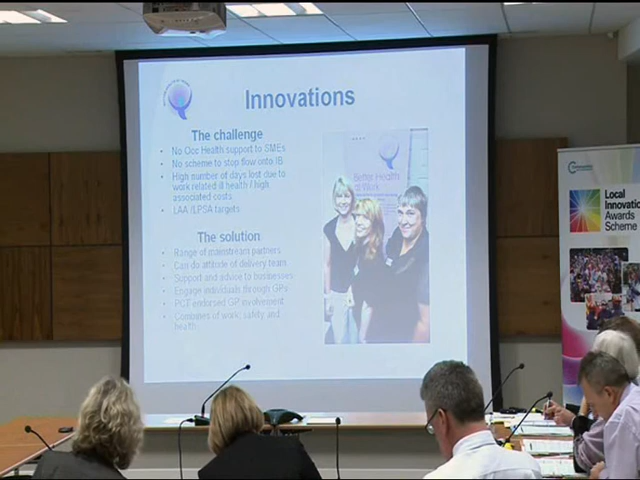 Innovations
The challenge
• No Occ Health support to SMEs
• No scheme to stop flow onto IB
• High number of days lost due to
work related ill health / high
associated costs
• LAA /LPSA targets
The solution
• Range of mainstream partners
• Can do attitude of delivery team
• Support and advice to businesses
• Engage individuals through GPs
• PCT endorsed GP involvement
• Combines of work, safety and
health
Better Health
at Work
Local
Innovation
Awards
Scheme